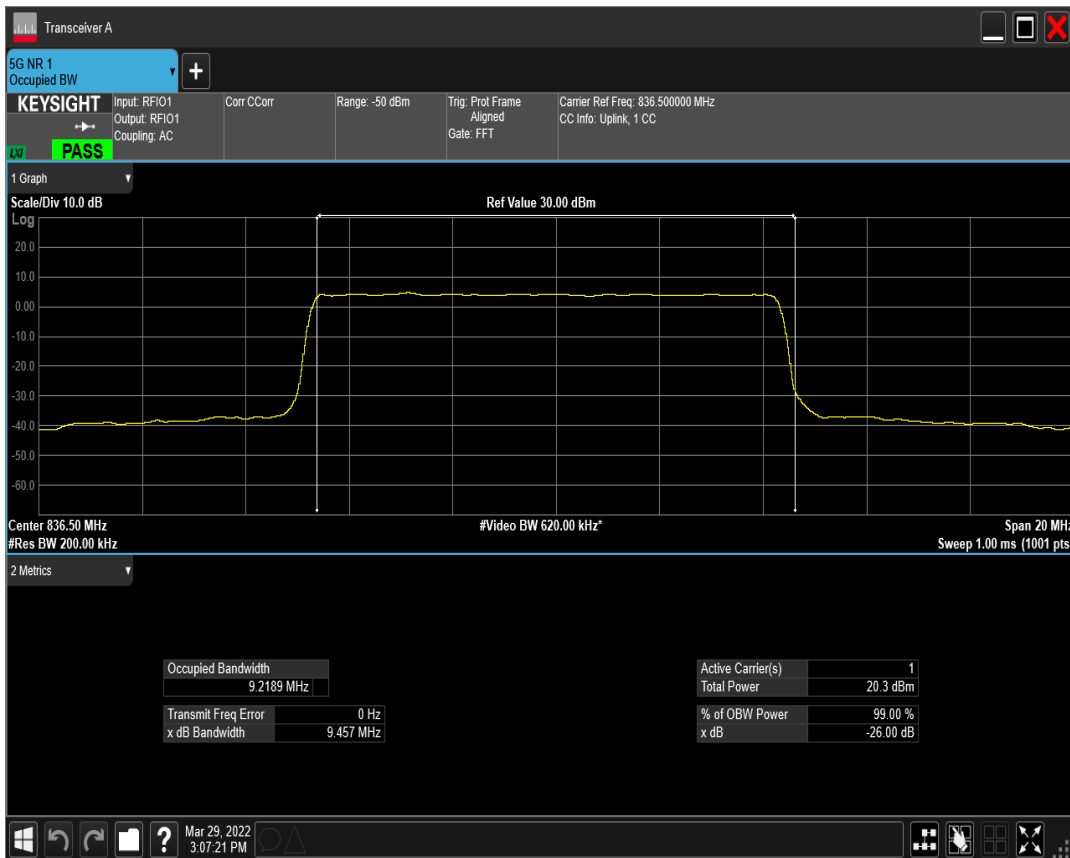 Transceiver A
5G NR 1
Occupied BW
KEYSIGHT
LXI
PASS
Input: RFIO1
Output: RFIO1
Coupling: AC
Corr CCorr
Range: -50 dBm
Trig: Prot Frame
Aligned
Gate: FFT
Carrier Ref Freq: 836.500000 MHz
CC Info: Uplink, 1 CC
1 Graph
Scale/Div 10.0 dB
Ref Value 30.00 dBm
Log
20.0
10.0
0.00
-10.0
-20.0
-30.0
-40.0
-50.0
-60.0
Center 836.50 MHz
#Video BW 620.00 kHz*
Span 20 MHz
#Res BW 200.00 kHz
Sweep 1.00 ms (1001 pts
2 Metrics
Occupied Bandwidth
9.2189 MHz
Transmit Freq Error 0 Hz
x dB Bandwidth 9.457 MHz
Active Carrier(s) 1
Total Power 20.3 dBm
% of OBW Power 99.00 %
x dB -26.00 dB
?
Mar 29, 2022
3:07:21 PM